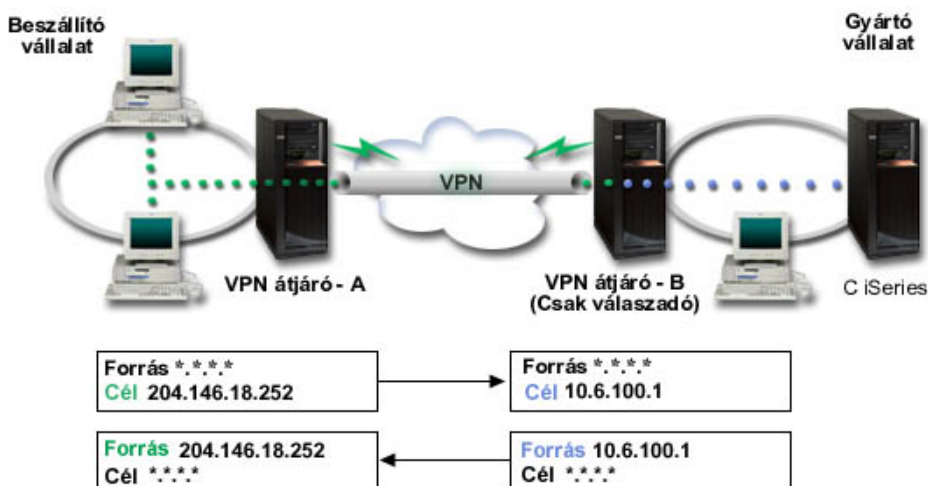 Beszállító
vállalat
Gyártó
vállalat
VPN
VPN átjáró - A
VPN átjáró - B
(Csak válaszadó)
C iSeries
Forrás *.*.*.*
Cél 204.146.18.252
Forrás *.*.*.*
Cél 10.6.100.1
Forrás 204.146.18.252
Cél *.*.*.*
Forrás 10.6.100.1
Cél *.*.*.*